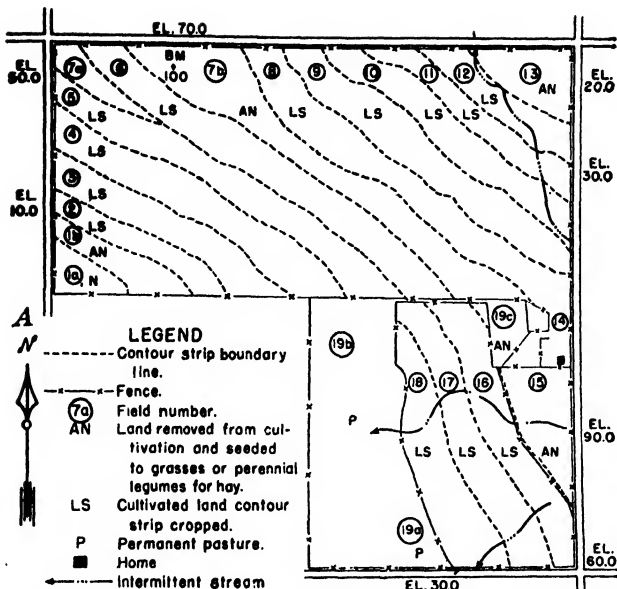 EL. 70.0
EL.
50.0
7a
6
BM
100
7b
8
9
10
11
12
13
AN
EL.
20.0
5
LS
LS
AN
LS
LS
LS
LS
LS
4
LS
EL.
30.0
3
LS
EL.
10.0
2
LS
1b
AN
1a
N
A
N
LEGEND
Contour strip boundary
line.
Fence.
7a
Field number.
AN
Land removed from cul-
tivation and seeded
to grasses or perennial
legumes for hay.
LS
Cultivated land contour
strip cropped.
P
Permanent pasture.
Home
Intermittent stream
19b
19c
AN
14
18
17
16
15
P
LS
LS
LS
AN
EL.
90.0
19a
P
EL.
60.0
EL. 30.0